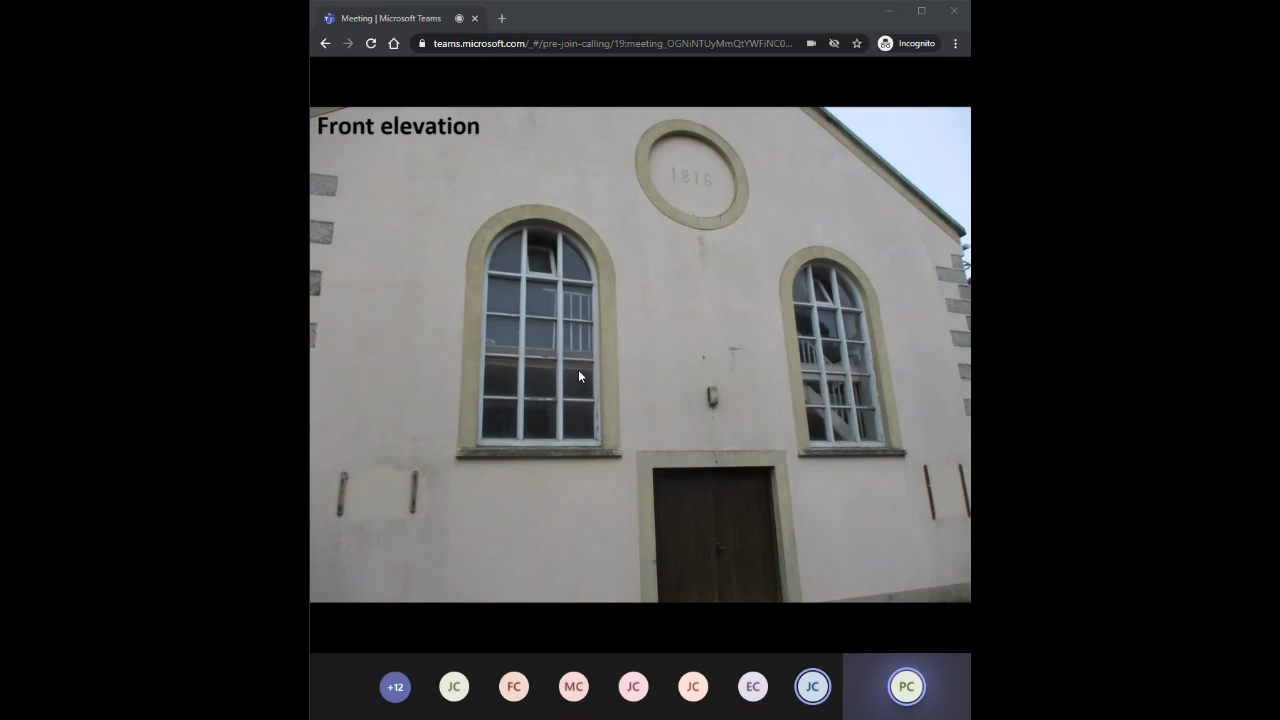 Meeting | Microsoft Teams
teams.microsoft.com/_#/pre-join-calling/19:meeting_OGNiNTUyMmQtYWFiNC0...
Incognito
Front elevation
1816
+12
JC
FC
MC
JC
JC
EC
JC
PC